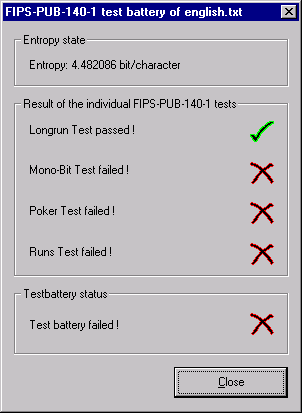 FIPS-PUB-140-1 test battery of english.txt
Entropy state
Entropy: 4.482086 bit/character
Result of the individual FIPS-PUB-140-1 tests
Longrun Test passed !
Mono-Bit Test failed !
Poker Test failed !
Runs Test failed !
Testbattery status
Test battery failed !
Close